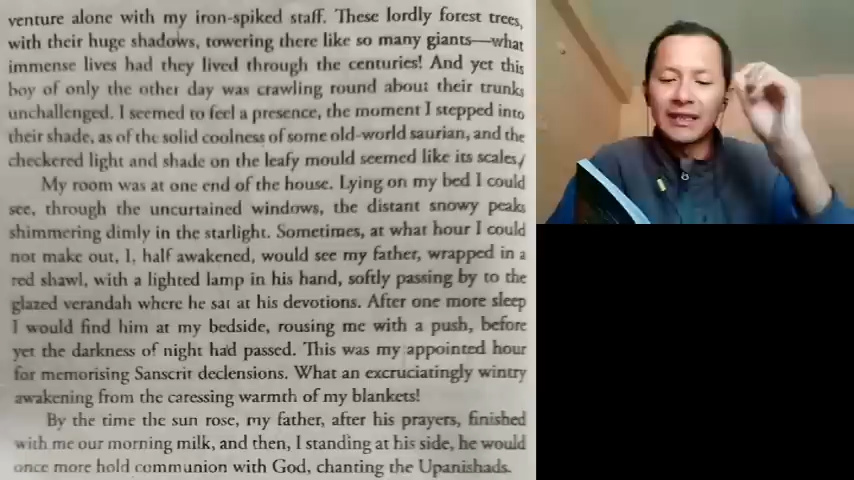 venture alone with my iron-spiked staff. These lordly forest trees,
with their huge shadows, towering there like so many giants—what
immense lives had they lived through the centuries! And yet this
boy of only the other day was crawling round about their trunks
unchallenged. I seemed to feel a presence, the moment I stepped into
their shade, as of the solid coolness of some old-world saurian, and the
checkered light and shade on the leafy mould seemed like its scales/
My room was at one end of the house. Lying on my bed I could
see, through the uncurtained windows, the distant snowy peaks
shimmering dimly in the starlight. Sometimes, at what hour I could
not make out, I, half awakened, would see my father, wrapped in a
red shawl, with a lighted lamp in his hand, softly passing by to the
glazed verandah where he sat at his devotions. After one more sleep
I would find him at my bedside, rousing me with a push, before
yet the darkness of night had passed. This was my appointed hour
for memorising Sanscrit declensions. What an excruciatingly wintry
awakening from the caressing warmth of my blankets!
By the time the sun rose, my father, after his prayers, finished
with me our morning milk, and then, I standing at his side, he would
once more hold communion with God, chanting the Upanishads.